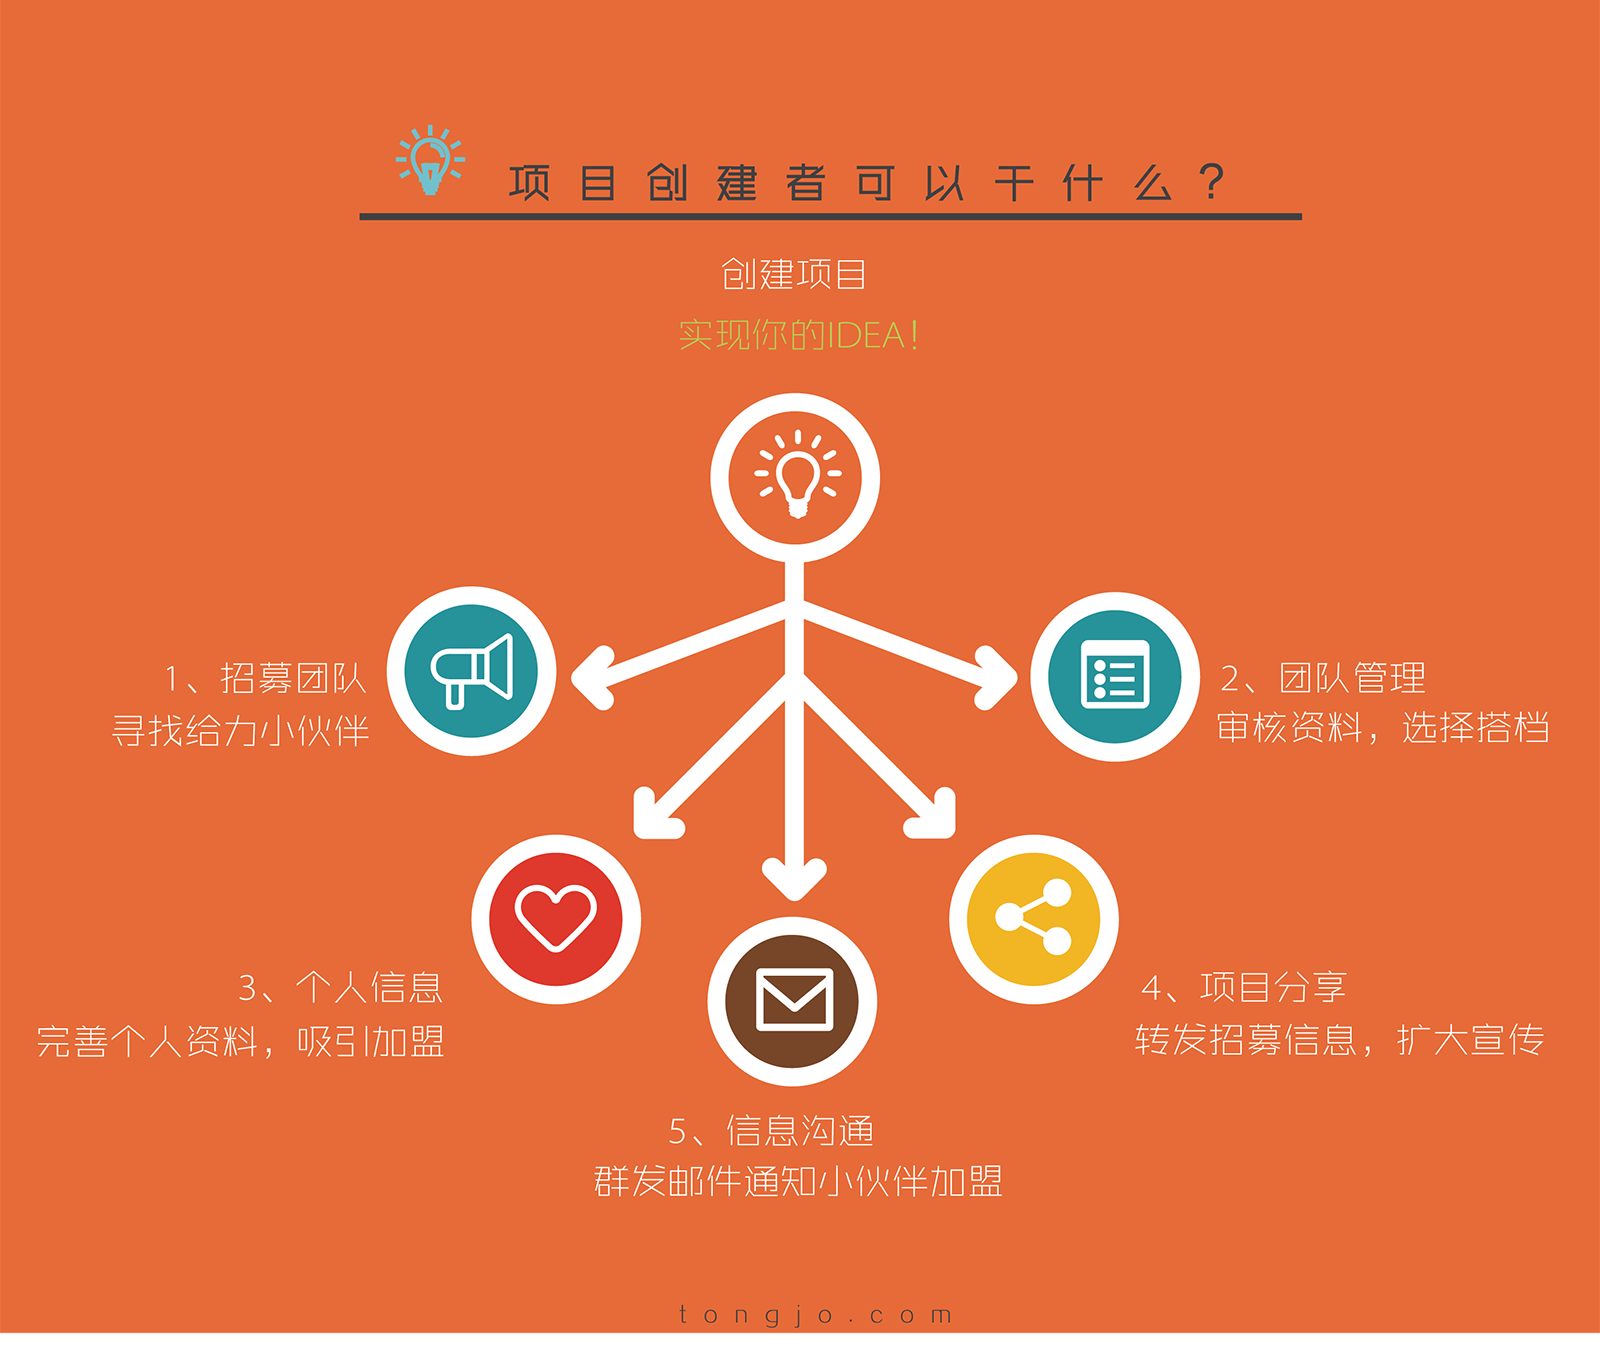 项目创建者可以干什么?
创建项目
实现你的IDEA!
1、招募团队
寻找给力小伙伴
2、团队管理
审核资料，选择搭档
3、个人信息
完善个人资料，吸引加盟
4、项目分享
转发招募信息，扩大宣传
5、信息沟通
群发邮件通知小伙伴加盟
tongjo.com